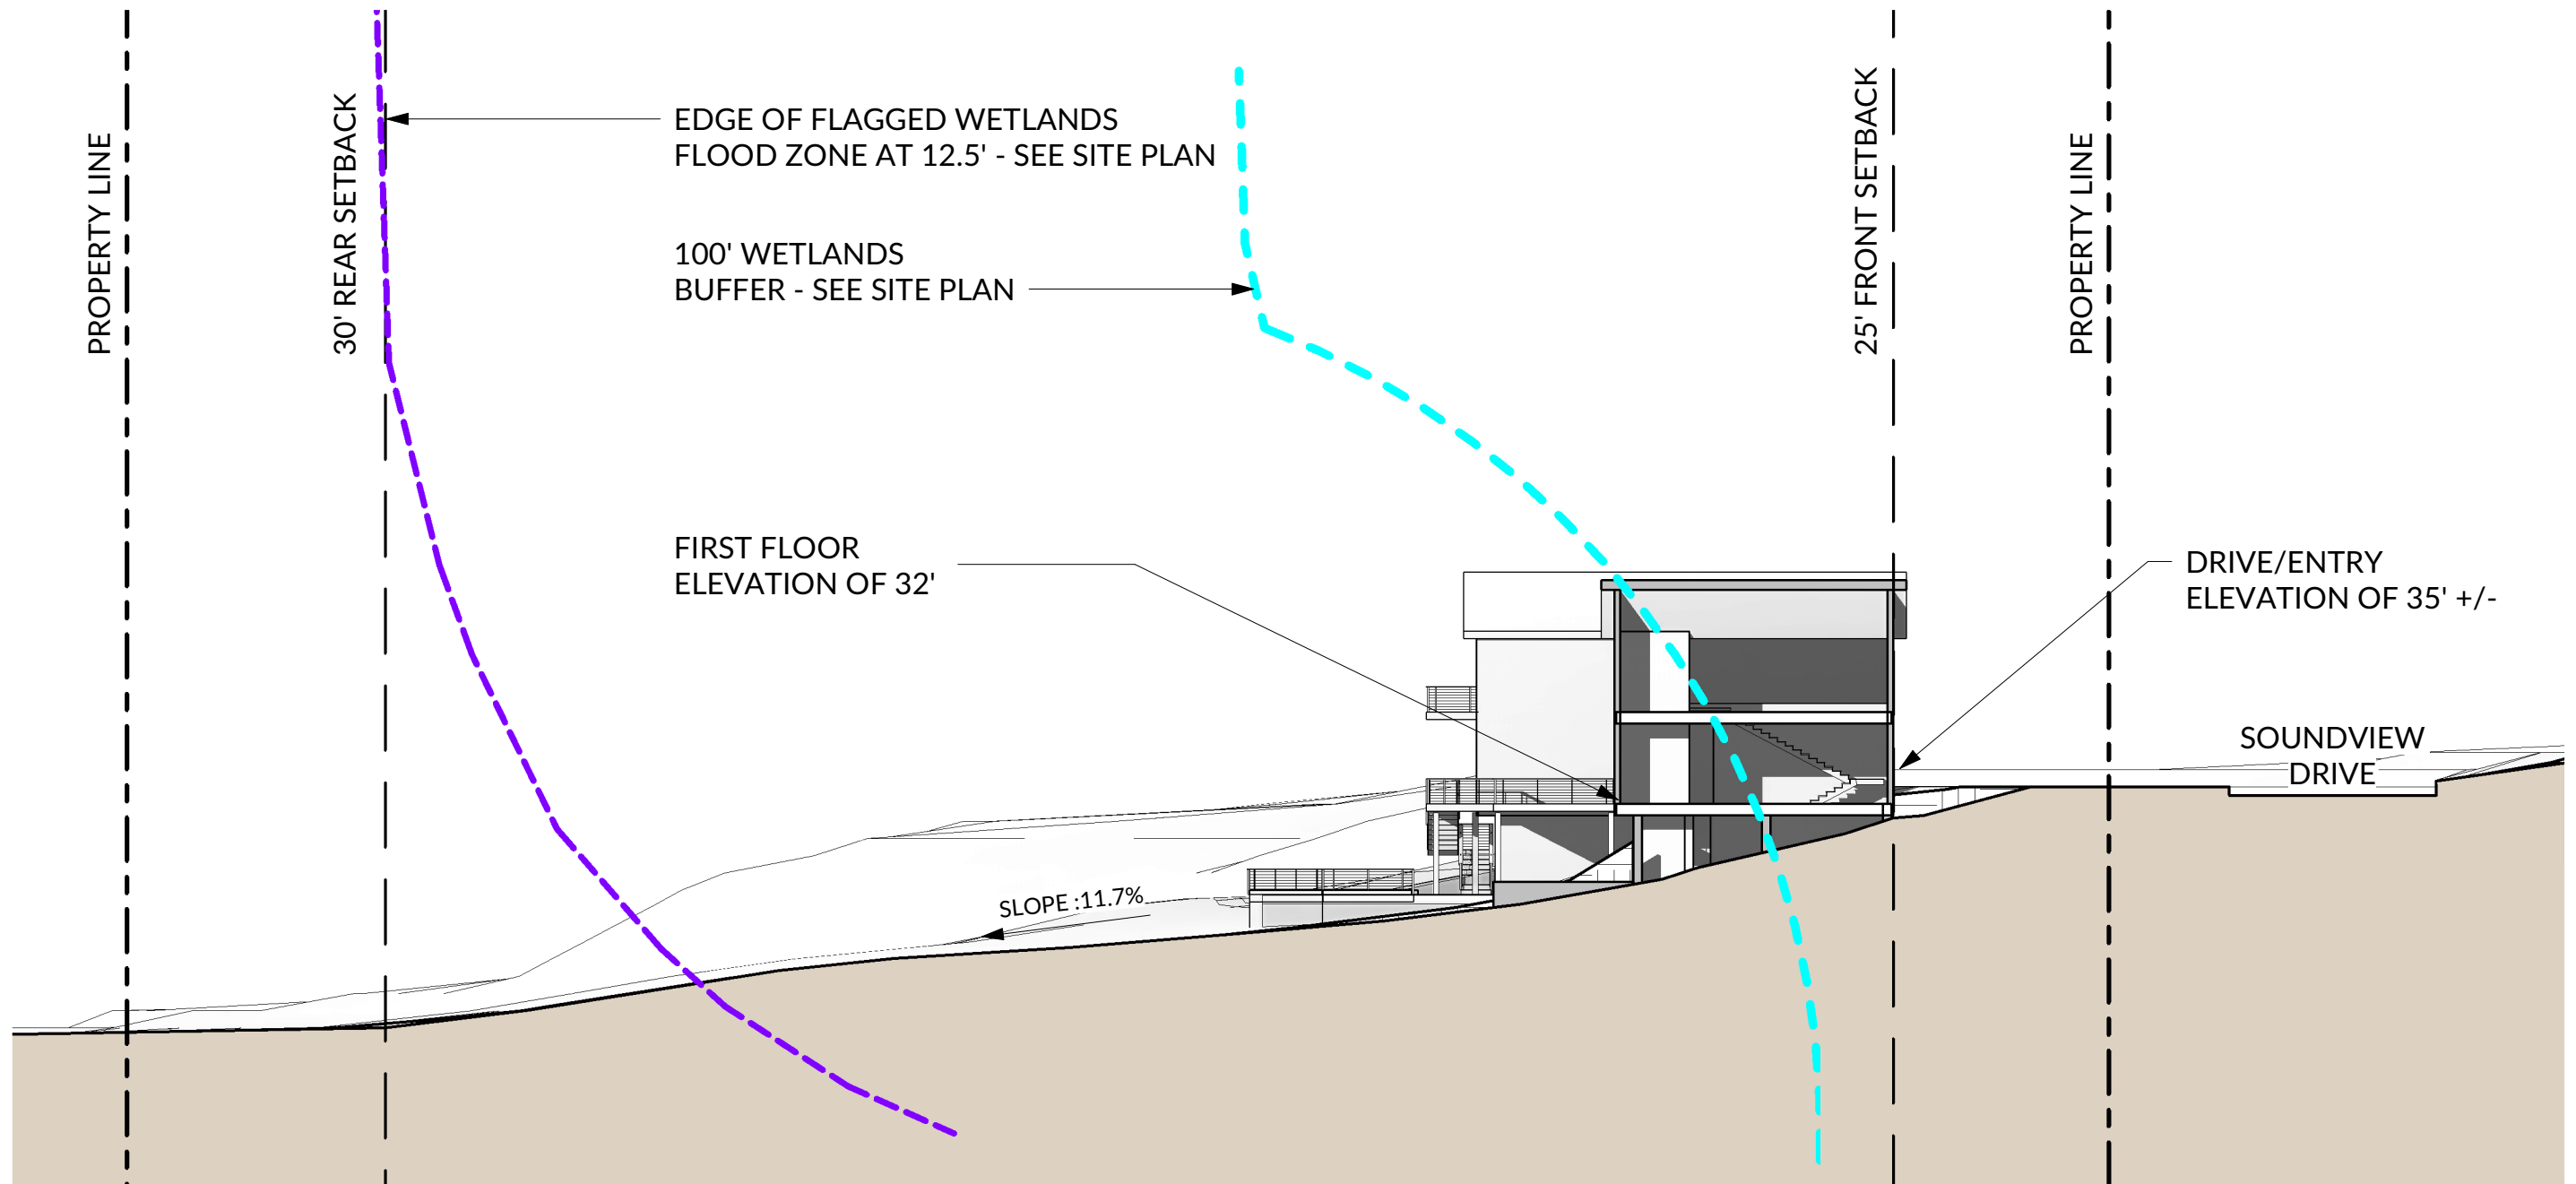 PROPERTY LINE
30' REAR SETBACK
EDGE OF FLAGGED WETLANDS
FLOOD ZONE AT 12.5' - SEE SITE PLAN
100' WETLANDS
BUFFER - SEE SITE PLAN
25' FRONT SETBACK
PROPERTY LINE
FIRST FLOOR
ELEVATION OF 32'
DRIVE/ENTRY
ELEVATION OF 35' +/-
SOUNDVIEW
DRIVE
SLOPE :11.7%